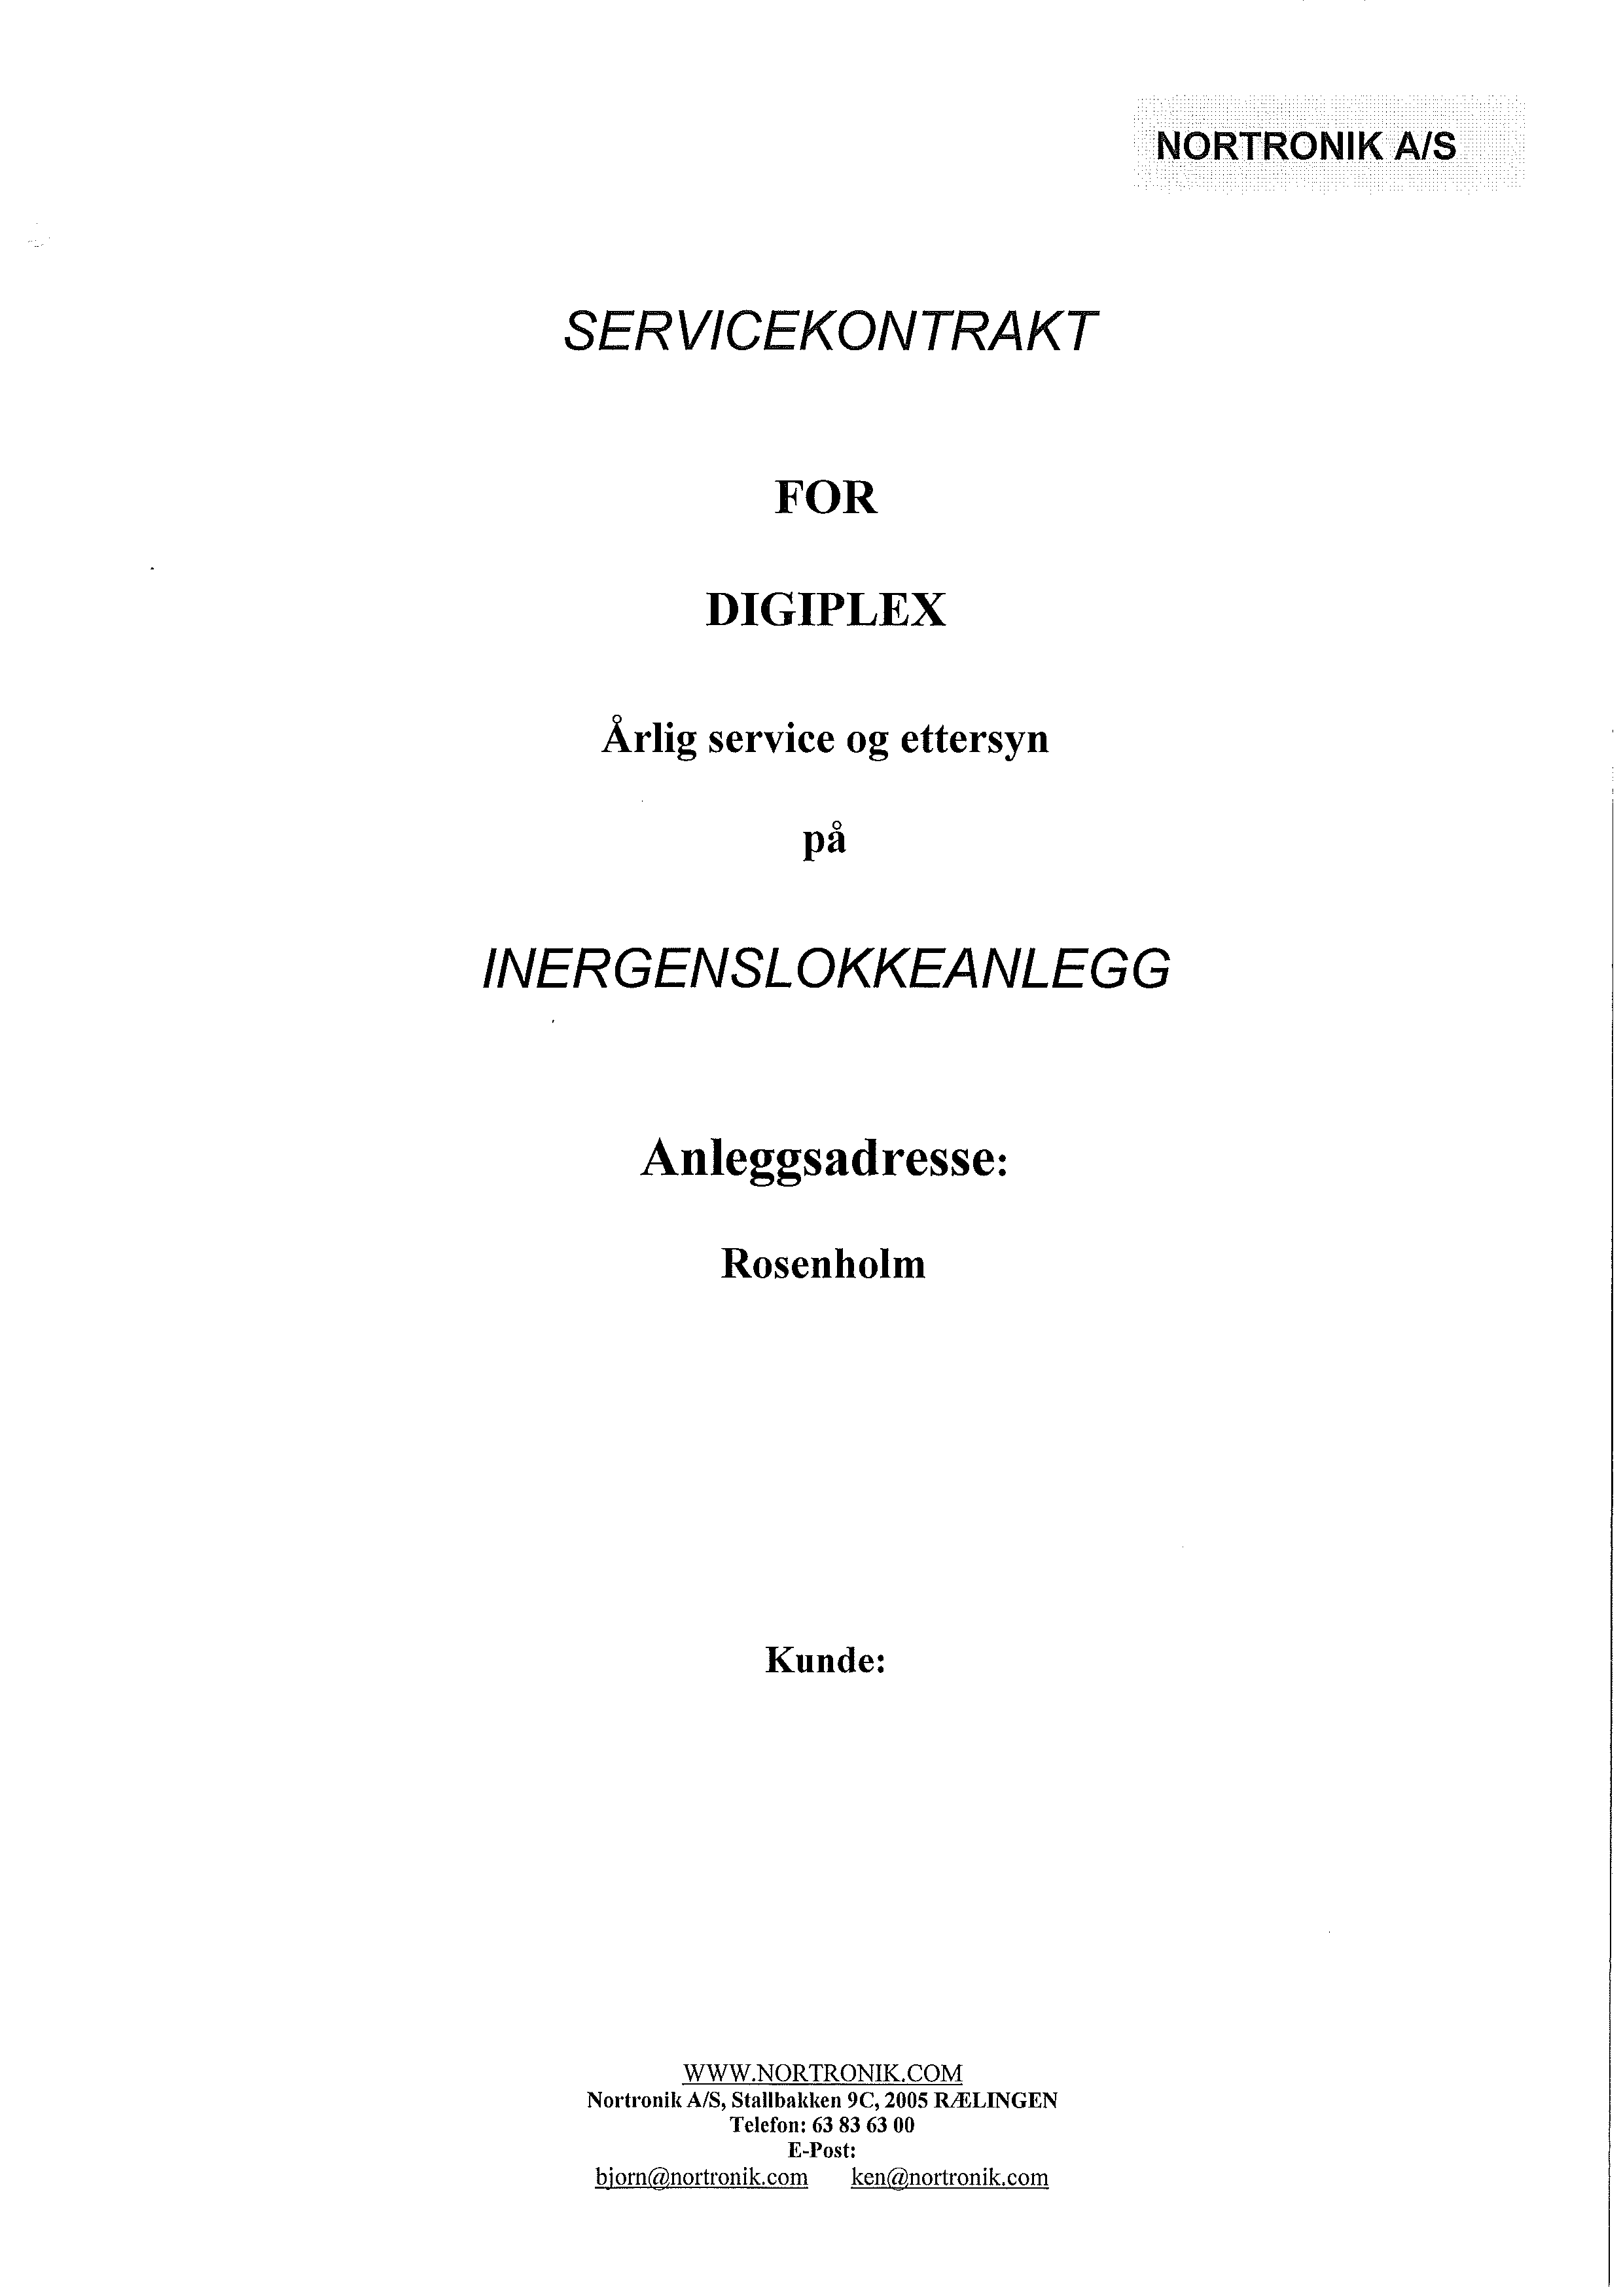 NORTRONIK A/S
SERVICEKONTRAKT
FOR
DIGIPLEX
Årlig service og ettersyn
på
INERGENSLOKKEANLEGG
Anleggsadresse:
Rosenholm
Kunde:
WWW.NORTRONIK.COM
Nortronik A/S, Stallbakken 9C, 2005 RÆLINGEN
Telefon: 63 83 63 00
E-Post:
bjorn@nortronik.com ken@nortronik.com